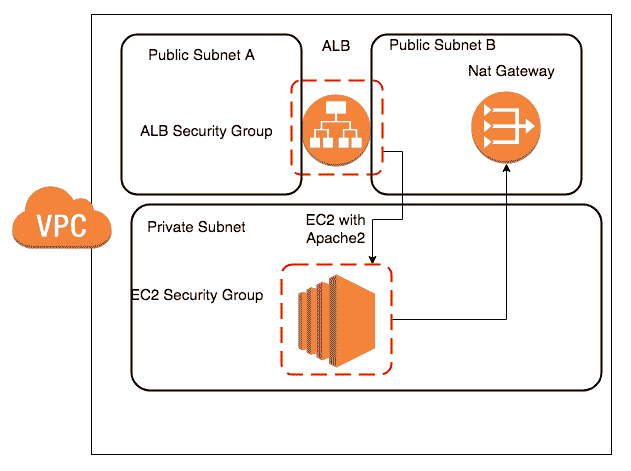 Public Subnet A
ALB
Public Subnet B
Nat Gateway
ALB Security Group
VPC
Private Subnet
EC2 with
Apache2
EC2 Security Group